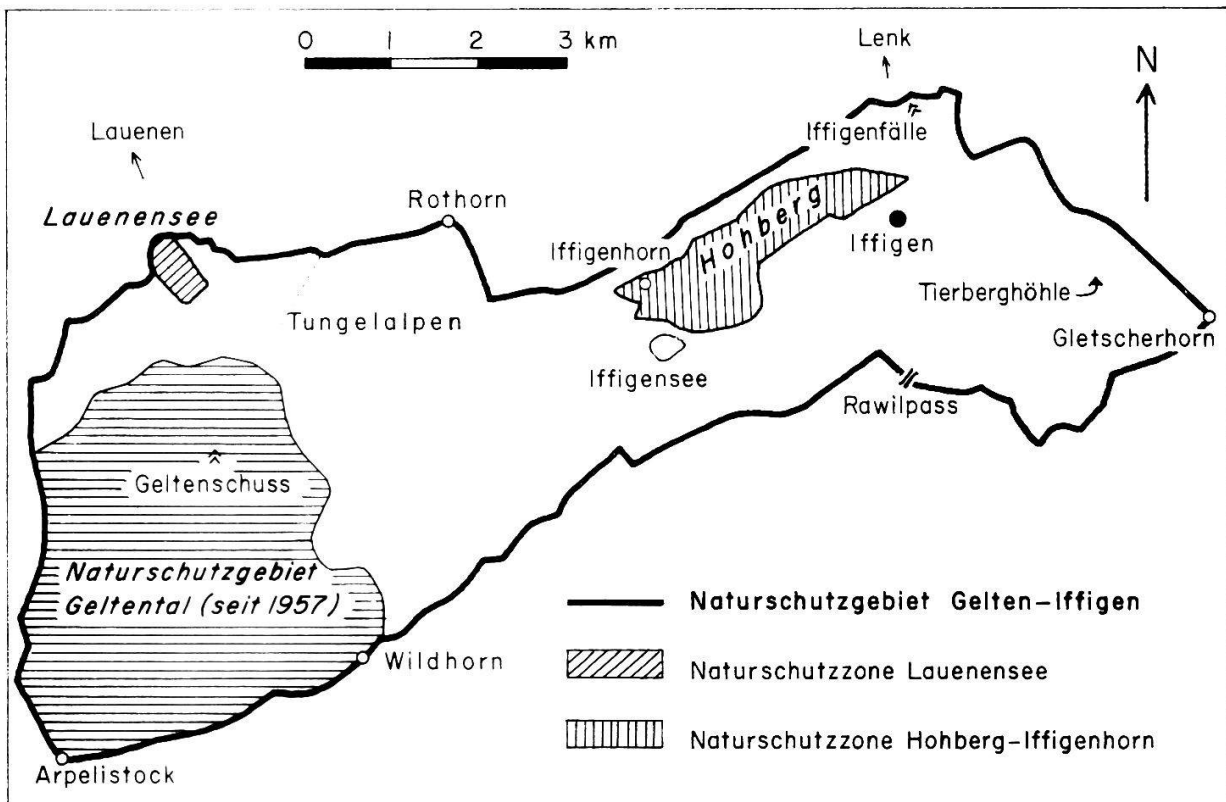 0 1 2 3 km
Lenk
N
Lauenen
Iffigenfälle
Lauenensee
Rothorn
Hohberg
Iffigenhorn
Iffigen
Tierberghöhle
Tungelalpen
Gletscherhorn
Iffigensee
Rawilpass
Geltenschuss
Naturschutzgebiet
Geltental (seit 1957)
Naturschutzgebiet Gelten-Iffigen
Wildhorn
Naturschutzzone Lauenensee
Naturschutzzone Hohberg-Iffigenhorn
Arpelistock